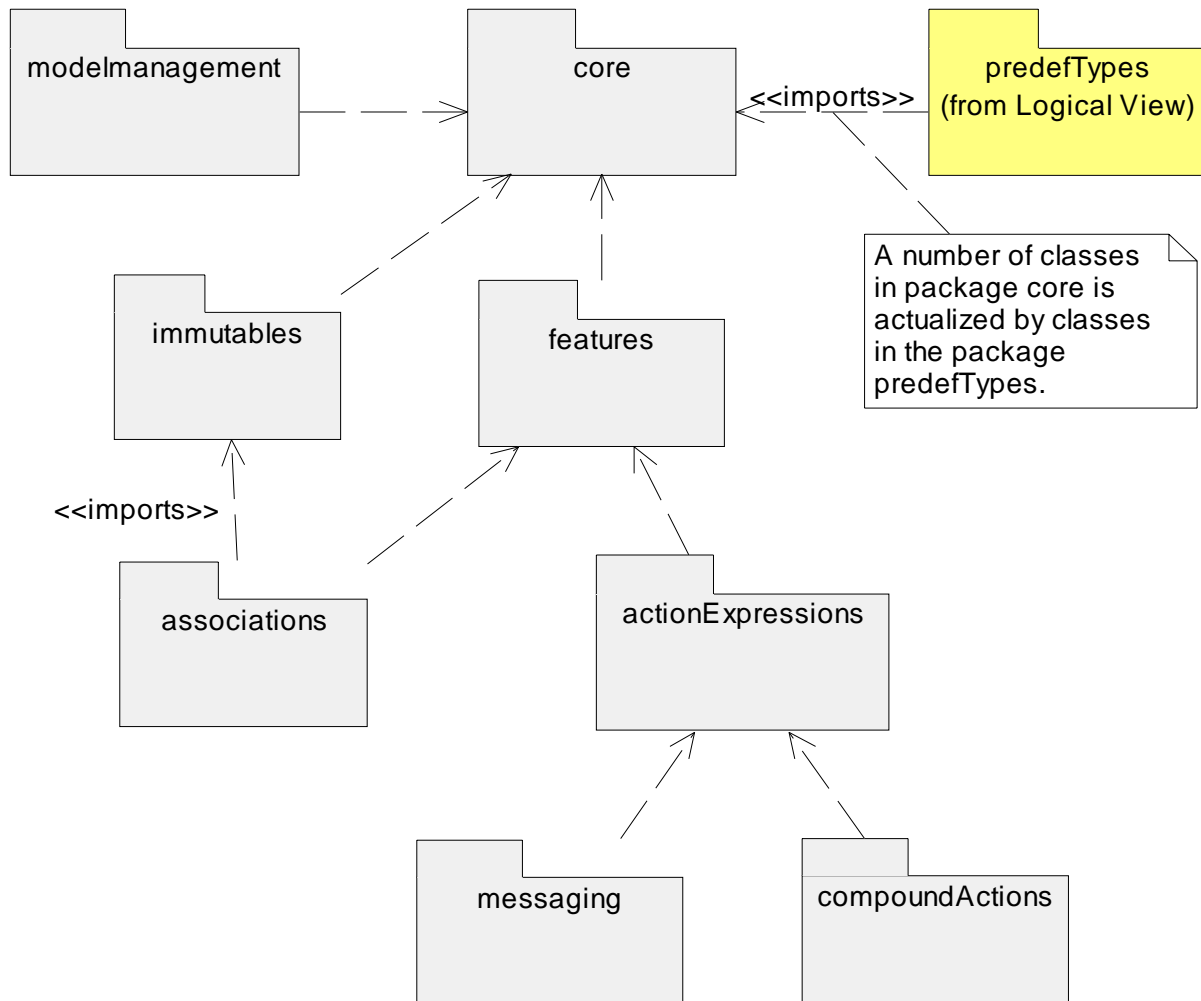 modelmanagement
core
predefTypes
(from Logical View)
<<imports>>
A number of classes
in package core is
actualized by classes
in the package
predefTypes.
immutables
features
<<imports>>
associations
actionExpressions
messaging
compoundActions